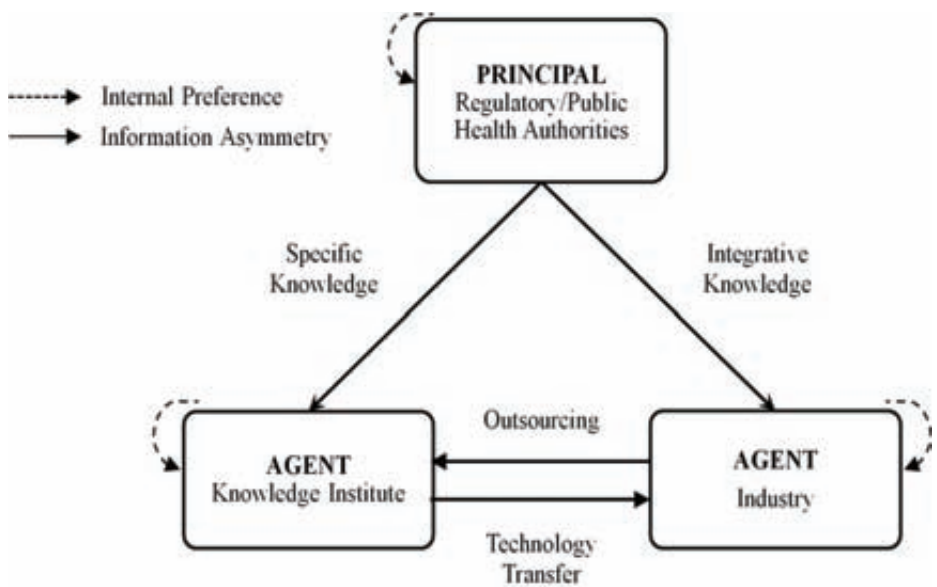 PRINCIPAL
Regulatory/Public
Health Authorities
Internal Preference
Information Asymmetry
Specific
Knowledge
Integrative
Knowledge
Outsourcing
AGENT
Knowledge Institute
AGENT
Industry
Technology
Transfer